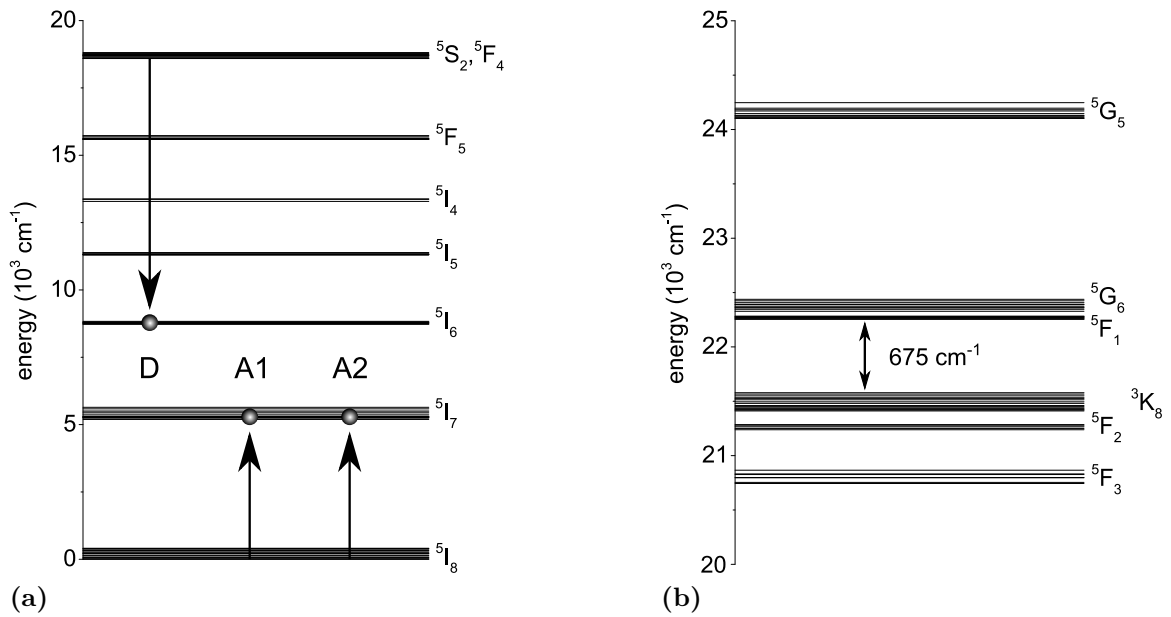 20
15
10
5
0
energy (10³ cm⁻¹)
⁵S₂,⁵F₄
⁵F₅
⁵I₄
⁵I₅
⁵I₆
D A1 A2
⁵I₇
⁵I₈
(a)
25
24
23
22
21
20
energy (10³ cm⁻¹)
⁵G₅
⁵G₆
⁵F₁
675 cm⁻¹
³K₈
⁵F₂
⁵F₃
(b)